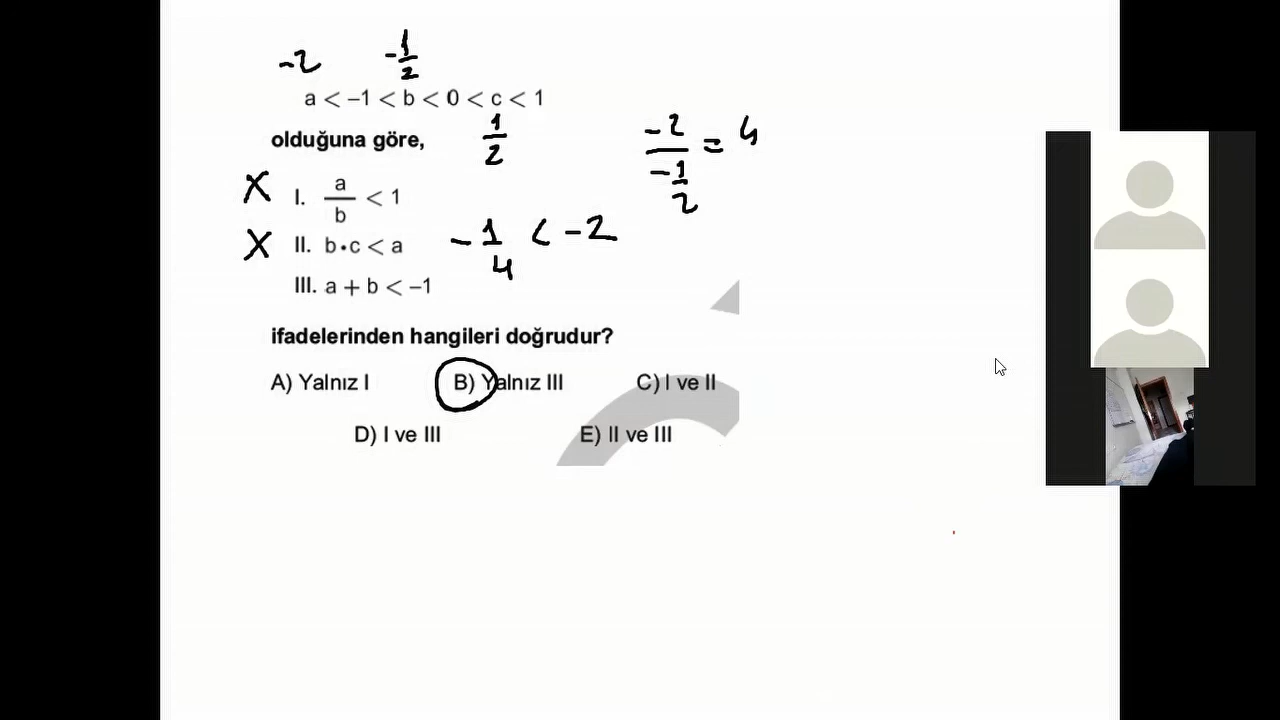 -2 -1/2
a < –1 < b < 0 < c < 1
olduğuna göre, 1/2
-2/(-1/2) = 4
X I. a/b < 1
X II. b•c < a -1/4 < -2
III. a + b < –1
ifadelerinden hangileri doğrudur?
A) Yalnız I B) Yalnız III C) I ve II
D) I ve III E) II ve III